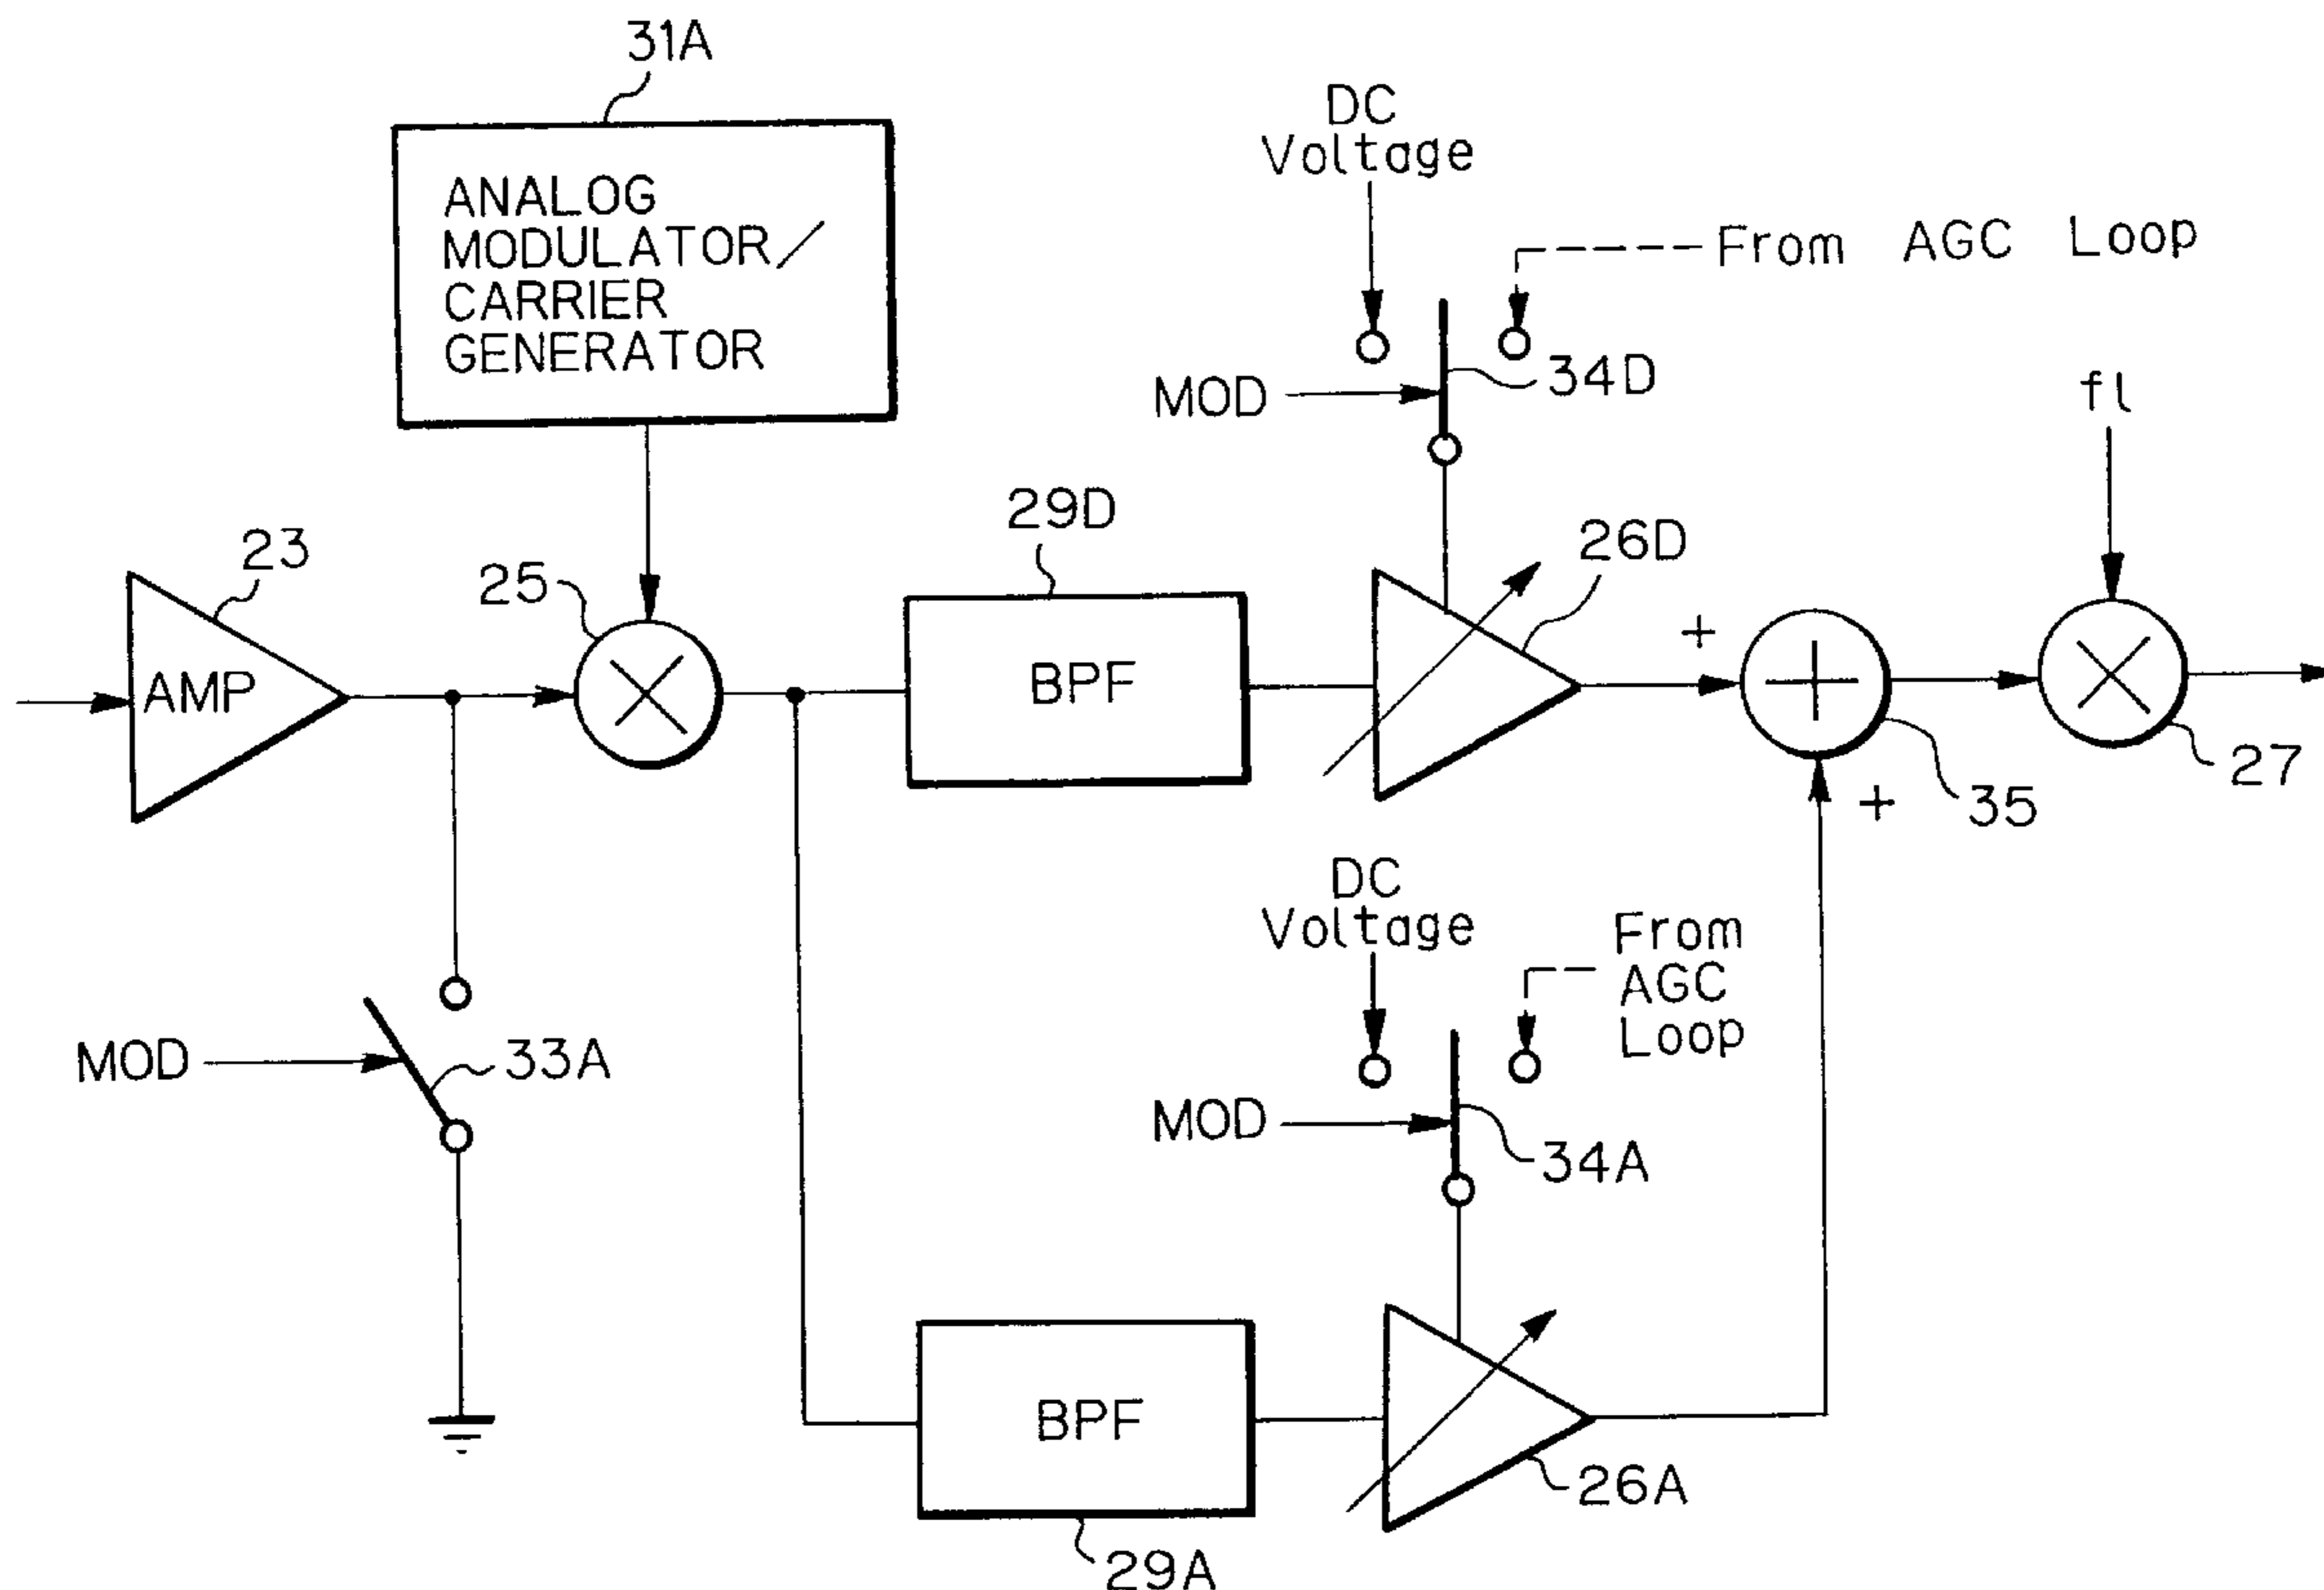 31A
ANALOG
MODULATOR/
CARRIER
GENERATOR
DC
Voltage
From AGC Loop
MOD
34D
fl
23
25
29D
26D
AMP
BPF
+
+
35
27
DC
Voltage
From
AGC
Loop
MOD
33A
MOD
34A
BPF
26A
29A